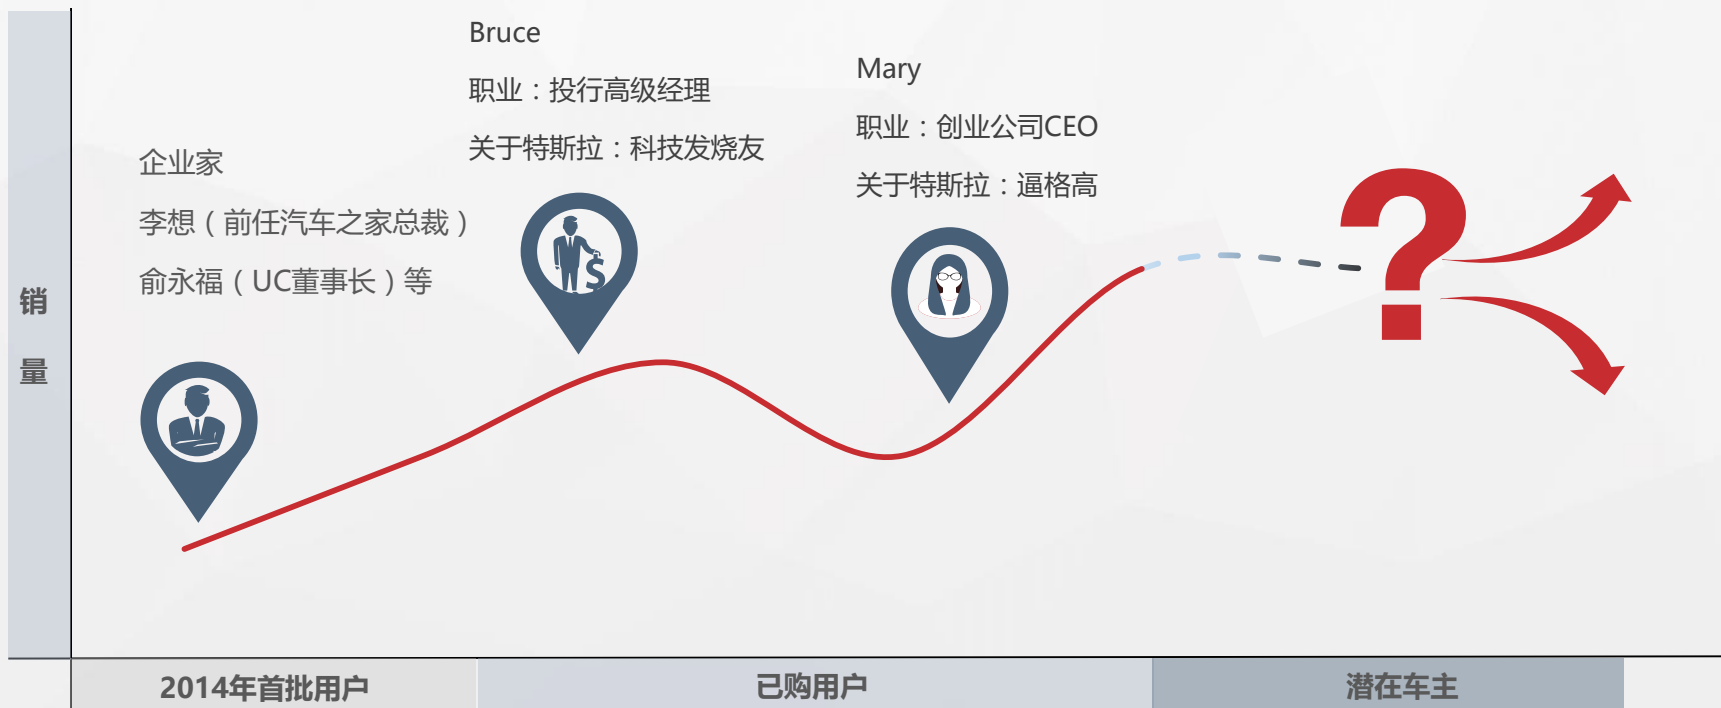 销量
企业家
李想（前任汽车之家总裁）
俞永福（UC董事长）等
Bruce
职业：投行高级经理
关于特斯拉：科技发烧友
Mary
职业：创业公司CEO
关于特斯拉：逼格高
?
2014年首批用户
已购用户
潜在车主